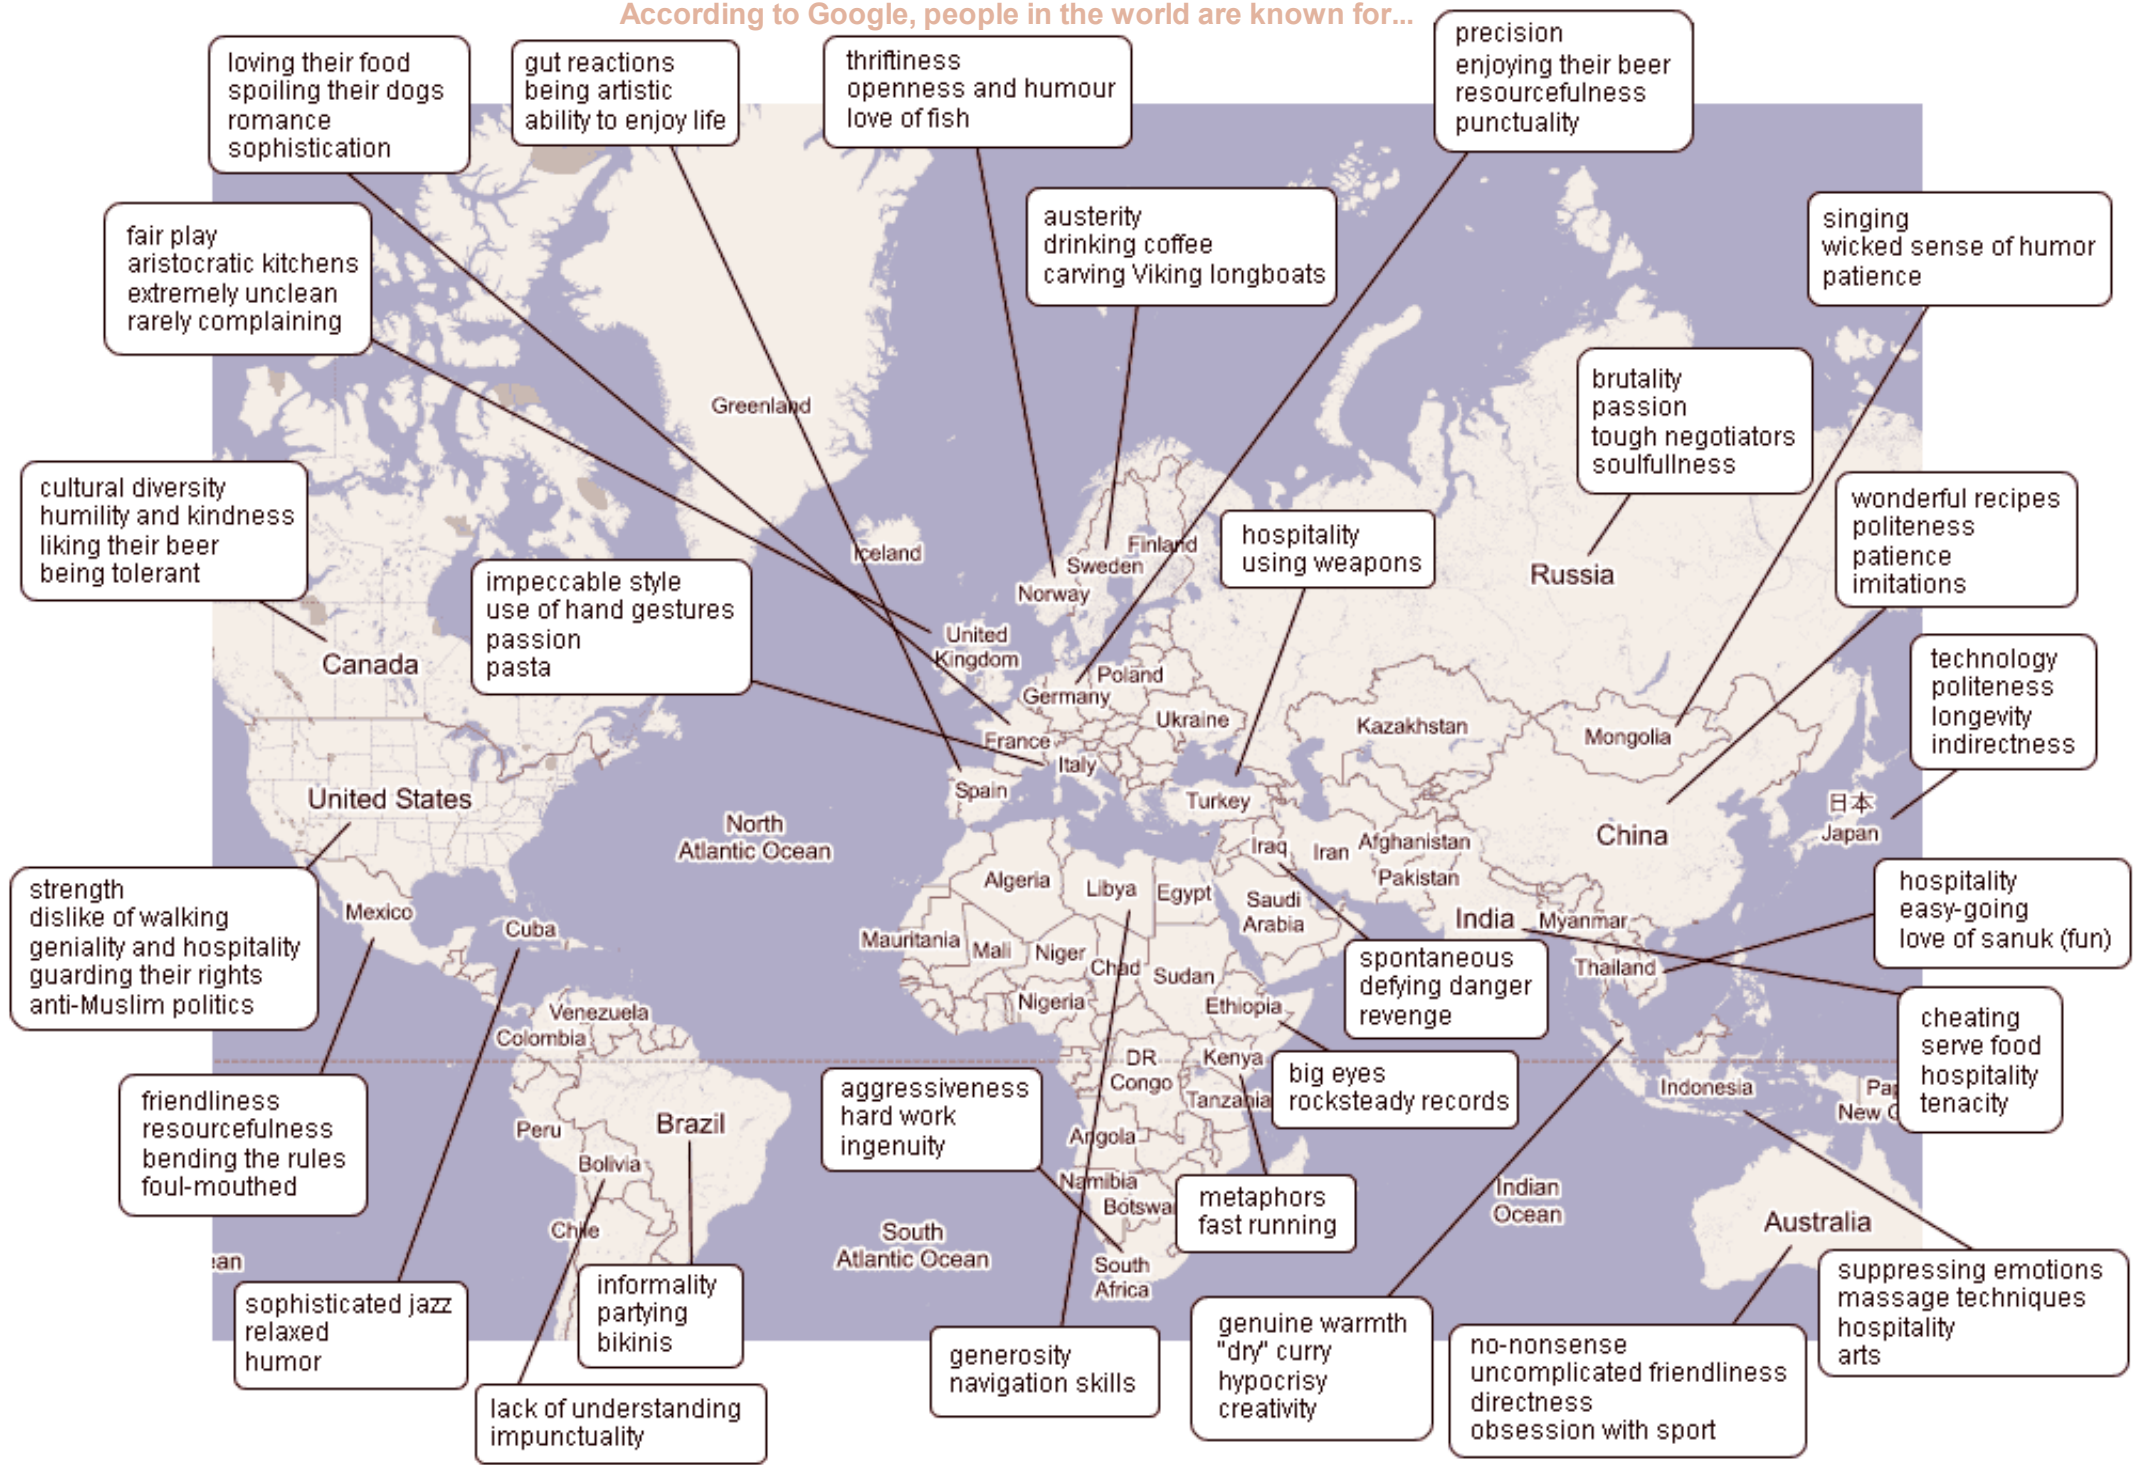 According to Google, people in the world are known for...
loving their food
spoiling their dogs
romance
sophistication
gut reactions
being artistic
ability to enjoy life
thriftiness
openness and humour
love of fish
precision
enjoying their beer
resourcefulness
punctuality
fair play
aristocratic kitchens
extremely unclean
rarely complaining
austerity
drinking coffee
carving Viking longboats
singing
wicked sense of humor
patience
brutality
passion
tough negotiators
soulfullness
Greenland
cultural diversity
humility and kindness
liking their beer
being tolerant
wonderful recipes
politeness
patience
imitations
hospitality
using weapons
Iceland
Finland
Sweden
Norway
Russia
impeccable style
use of hand gestures
passion
pasta
United
Kingdom
Canada
technology
politeness
longevity
indirectness
Poland
Germany
Ukraine
Kazakhstan
Mongolia
France
Italy
Spain
Turkey
United States
North
Atlantic Ocean
日本
Japan
China
Iraq
Iran
Afghanistan
Pakistan
Algeria
Libya
Egypt
Saudi
Arabia
India
Myanmar
Thailand
strength
dislike of walking
geniality and hospitality
guarding their rights
anti-Muslim politics
Mexico
Cuba
hospitality
easy-going
love of sanuk (fun)
Mauritania
Mali
Niger
Chad
Sudan
Nigeria
Ethiopia
spontaneous
defying danger
revenge
Venezuela
Colombia
cheating
serve food
hospitality
tenacity
DR
Congo
Kenya
Tanzania
big eyes
rocksteady records
Indonesia
Pap
New G
friendliness
resourcefulness
bending the rules
foul-mouthed
Peru
Brazil
Bolivia
Chile
aggressiveness
hard work
ingenuity
Angola
Namibia
Botswa
metaphors
fast running
Indian
Ocean
Australia
South
Atlantic Ocean
South
Africa
ean
sophisticated jazz
relaxed
humor
informality
partying
bikinis
lack of understanding
impunctuality
generosity
navigation skills
genuine warmth
"dry" curry
hypocrisy
creativity
no-nonsense
uncomplicated friendliness
directness
obsession with sport
suppressing emotions
massage techniques
hospitality
arts